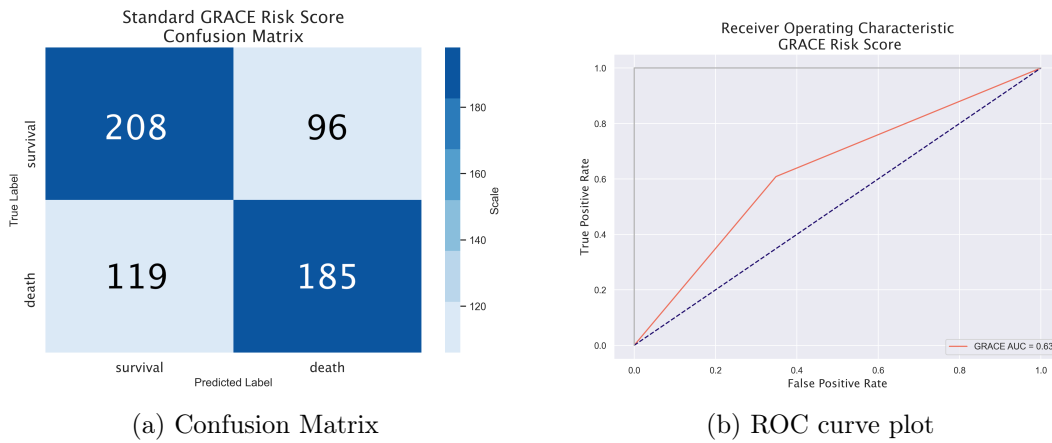 Standard GRACE Risk Score
Confusion Matrix
208
96
119
185
survival
death
True Label
survival
death
Predicted Label
180
160
140
120
Scale
(a) Confusion Matrix
Receiver Operating Characteristic
GRACE Risk Score
1.0
0.8
0.6
0.4
0.2
0.0
True Positive Rate
0.0
0.2
0.4
0.6
0.8
1.0
False Positive Rate
GRACE AUC = 0.63
(b) ROC curve plot